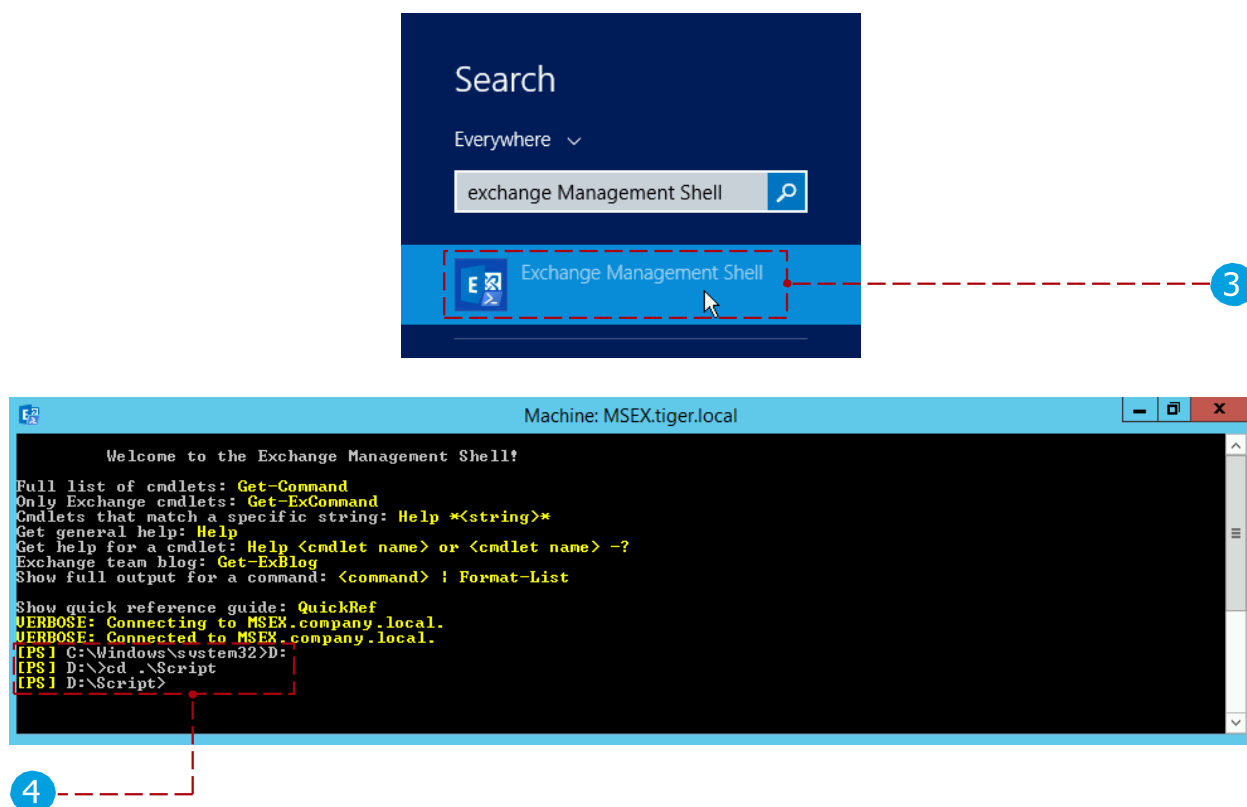 Search
Everywhere
exchange Management Shell
Exchange Management Shell
3
Machine: MSEX.tiger.local
Welcome to the Exchange Management Shell!
Full list of cmdlets: Get-Command
Only Exchange cmdlets: Get-ExCommand
Cmdlets that match a specific string: Help *<string>*
Get general help: Help
Get help for a cmdlet: Help <cmdlet name> or <cmdlet name> -?
Exchange team blog: Get-ExBlog
Show full output for a command: <command> | Format-List
Show quick reference guide: QuickRef
VERBOSE: Connecting to MSEX.company.local.
VERBOSE: Connected to MSEX.company.local.
[PS] C:\Windows\system32>D:
[PS] D:\>cd .\Script
[PS] D:\Script>
4